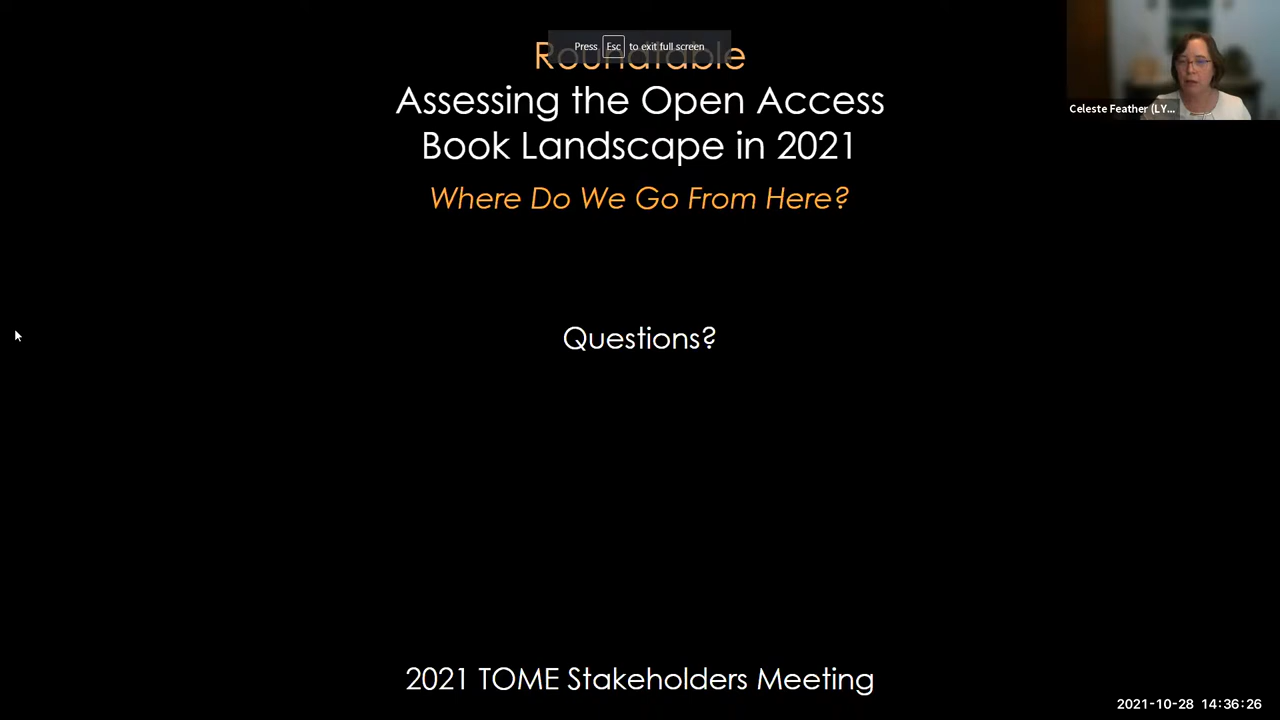 Press Esc to exit full screen
Roundtable
Assessing the Open Access
Book Landscape in 2021
Where Do We Go From Here?
Celeste Feather (LY...
Questions?
2021 TOME Stakeholders Meeting
2021-10-28 14:36:26